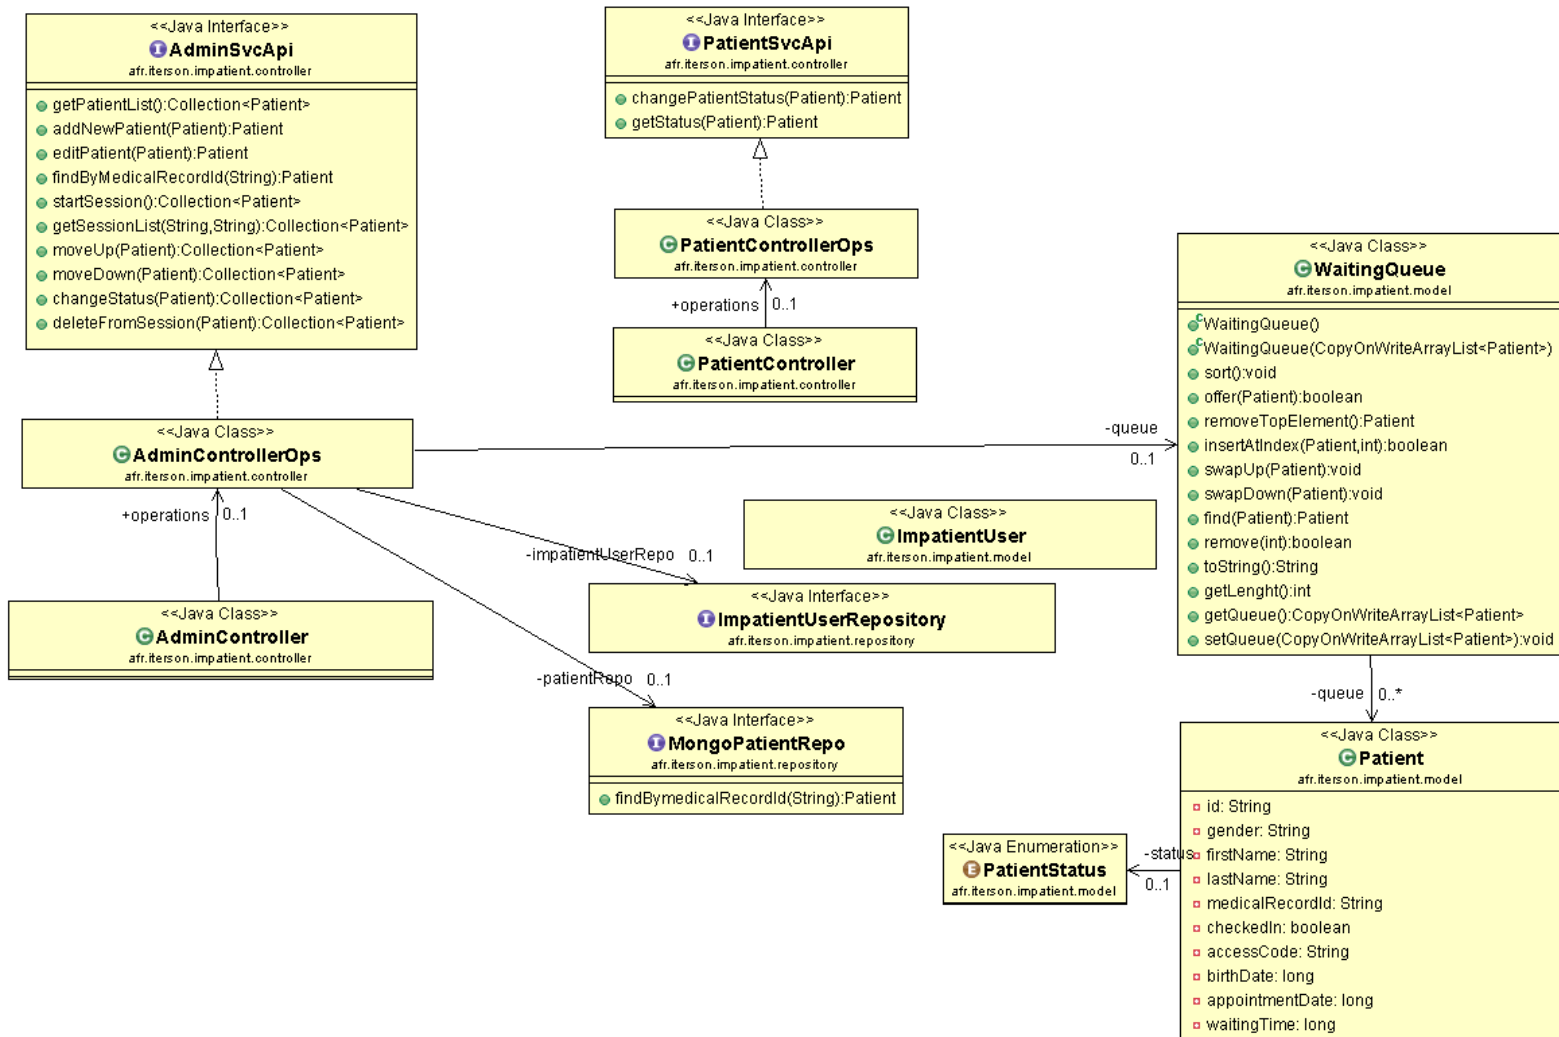 <<Java Interface>>
AdminSvcApi
afr.iterson.impatient.controller
getPatientList():Collection<Patient>
addNewPatient(Patient):Patient
editPatient(Patient):Patient
findByMedicalRecordId(String):Patient
startSession():Collection<Patient>
getSessionList(String,String):Collection<Patient>
moveUp(Patient):Collection<Patient>
moveDown(Patient):Collection<Patient>
changeStatus(Patient):Collection<Patient>
deleteFromSession(Patient):Collection<Patient>
<<Java Interface>>
PatientSvcApi
afr.iterson.impatient.controller
changePatientStatus(Patient):Patient
getStatus(Patient):Patient
<<Java Class>>
PatientControllerOps
afr.iterson.impatient.controller
+operations 0..1
<<Java Class>>
PatientController
afr.iterson.impatient.controller
<<Java Class>>
AdminControllerOps
afr.iterson.impatient.controller
+operations 0..1
<<Java Class>>
AdminController
afr.iterson.impatient.controller
-queue
0..1
<<Java Class>>
WaitingQueue
afr.iterson.impatient.model
WaitingQueue()
WaitingQueue(CopyOnWriteArrayList<Patient>)
sort():void
offer(Patient):boolean
removeTopElement():Patient
insertAtIndex(Patient,int):boolean
swapUp(Patient):void
swapDown(Patient):void
find(Patient):Patient
remove(int):boolean
toString():String
getLenght():int
getQueue():CopyOnWriteArrayList<Patient>
setQueue(CopyOnWriteArrayList<Patient>):void
<<Java Class>>
ImpatientUser
afr.iterson.impatient.model
-impatientUserRepo 0..1
<<Java Interface>>
ImpatientUserRepository
afr.iterson.impatient.repository
-patientRepo 0..1
<<Java Interface>>
MongoPatientRepo
afr.iterson.impatient.repository
findBymedicalRecordId(String):Patient
-queue 0..*
<<Java Class>>
Patient
afr.iterson.impatient.model
id: String
gender: String
firstName: String
lastName: String
medicalRecordId: String
checkedIn: boolean
accessCode: String
birthDate: long
appointmentDate: long
waitingTime: long
-status
0..1
<<Java Enumeration>>
PatientStatus
afr.iterson.impatient.model